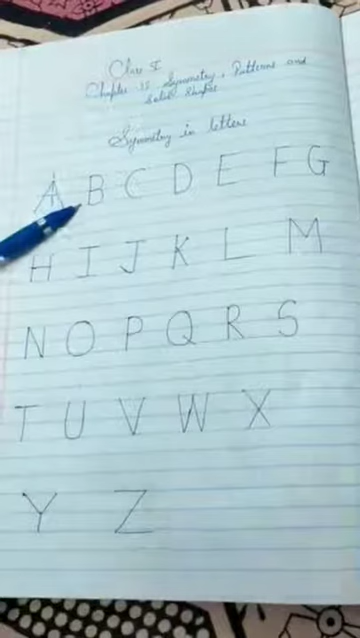 Class V
Chapter 15 Symmetry, Patterns and
Solid Shapes
Symmetry in letters
A B C D E F G
H I J K L M
N O P Q R S
T U V W X
Y Z